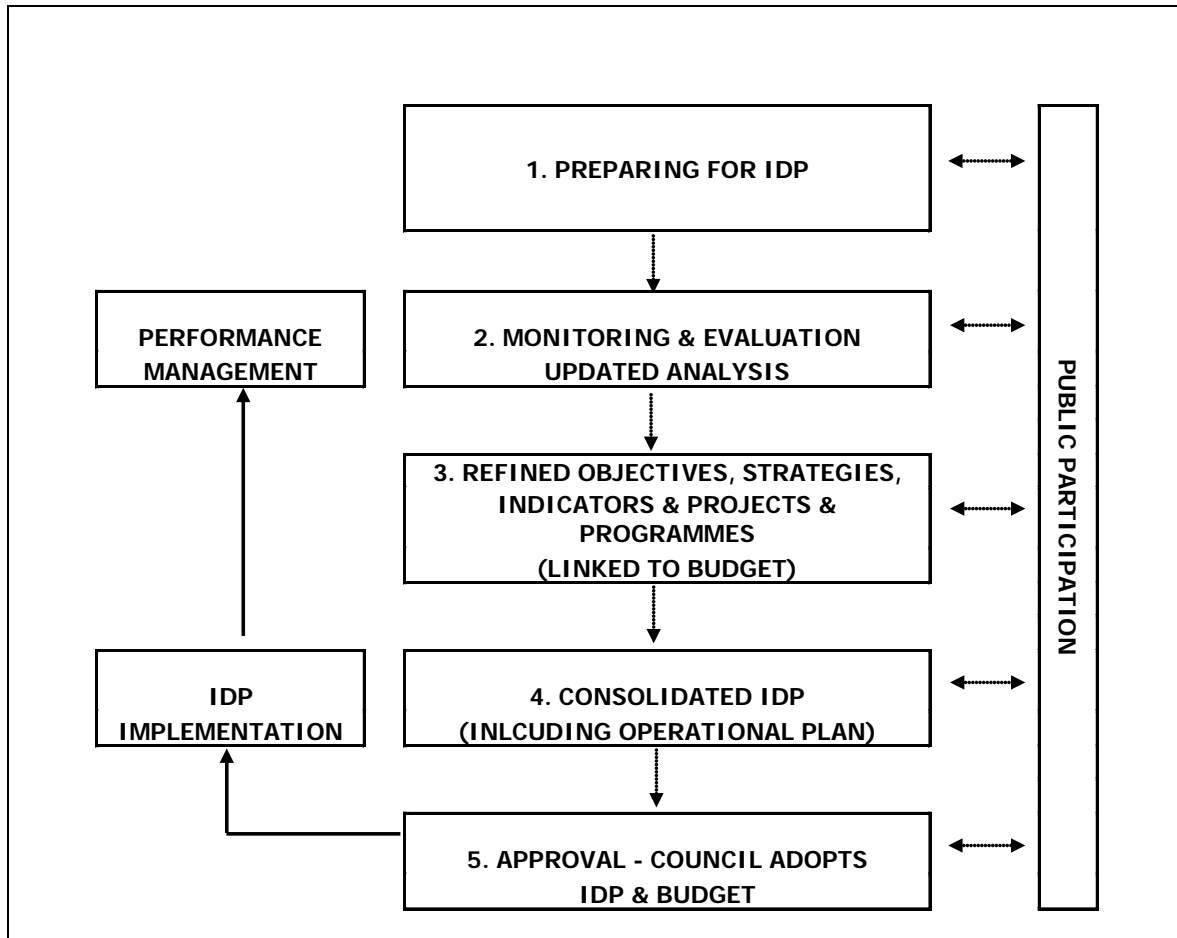 1. PREPARING FOR IDP
PERFORMANCE
MANAGEMENT
2. MONITORING & EVALUATION
UPDATED ANALYSIS
3. REFINED OBJECTIVES, STRATEGIES,
INDICATORS & PROJECTS &
PROGRAMMES
(LINKED TO BUDGET)
IDP
IMPLEMENTATION
4. CONSOLIDATED IDP
(INLCUDING OPERATIONAL PLAN)
5. APPROVAL - COUNCIL ADOPTS
IDP & BUDGET
PUBLIC PARTICIPATION